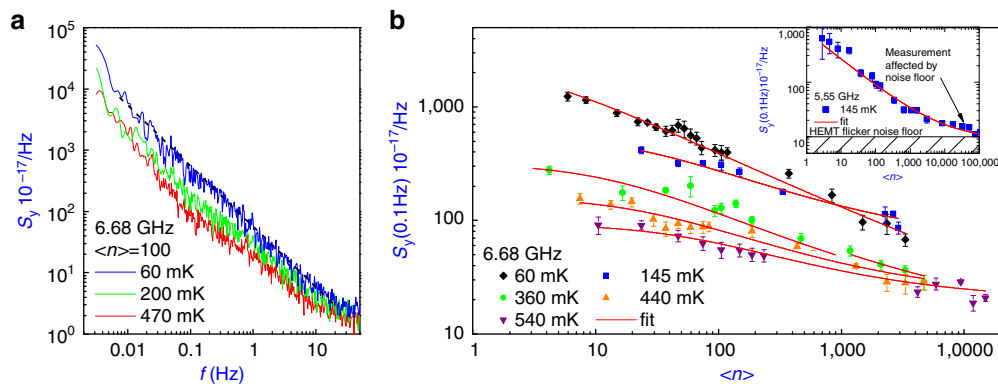 a
10^5
10^4
10^3
10^2
10^1
10^0
S_y 10^-17/Hz
6.68 GHz
<n>=100
60 mK
200 mK
470 mK
0.01 0.1 1 10
f (Hz)
b
1,000
100
10
S_y(0.1Hz) 10^-17/Hz
6.68 GHz
60 mK 145 mK
360 mK 440 mK
540 mK fit
1 10 100 1,000 1,0000
<n>
1,000
100
10
S_y(0.1Hz)10^-17/Hz
Measurement
affected by
noise floor
5,55 GHz
145 mK
fit
HEMT flicker noise floor
1 10 100 1,000 10,000 100,000
<n>